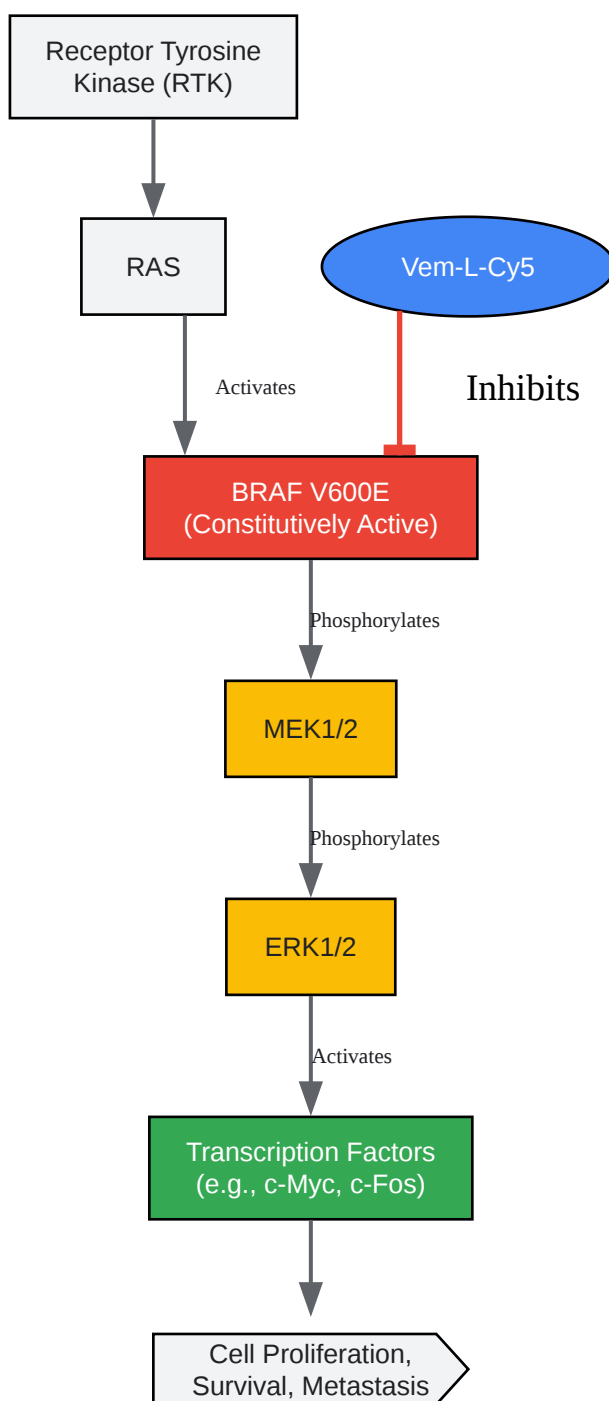 Receptor Tyrosine
Kinase (RTK)
RAS
Vem-L-Cy5
Activates
Inhibits
BRAF V600E
(Constitutively Active)
Phosphorylates
MEK1/2
Phosphorylates
ERK1/2
Activates
Transcription Factors
(e.g., c-Myc, c-Fos)
Cell Proliferation,
Survival, Metastasis